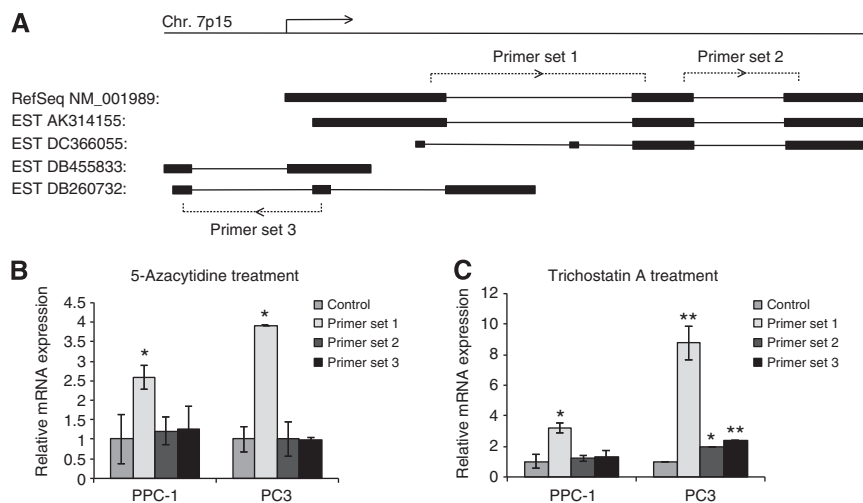 A
Chr. 7p15
Primer set 1
Primer set 2
RefSeq NM_001989:
EST AK314155:
EST DC366055:
EST DB455833:
EST DB260732:
Primer set 3
B
5-Azacytidine treatment
Relative mRNA expression
4.5
4
3.5
3
2.5
2
1.5
1
0.5
0
*
*
Control
Primer set 1
Primer set 2
Primer set 3
PPC-1
PC3
C
Trichostatin A treatment
Relative mRNA expression
12
10
8
6
4
2
0
*
**
*
**
Control
Primer set 1
Primer set 2
Primer set 3
PPC-1
PC3